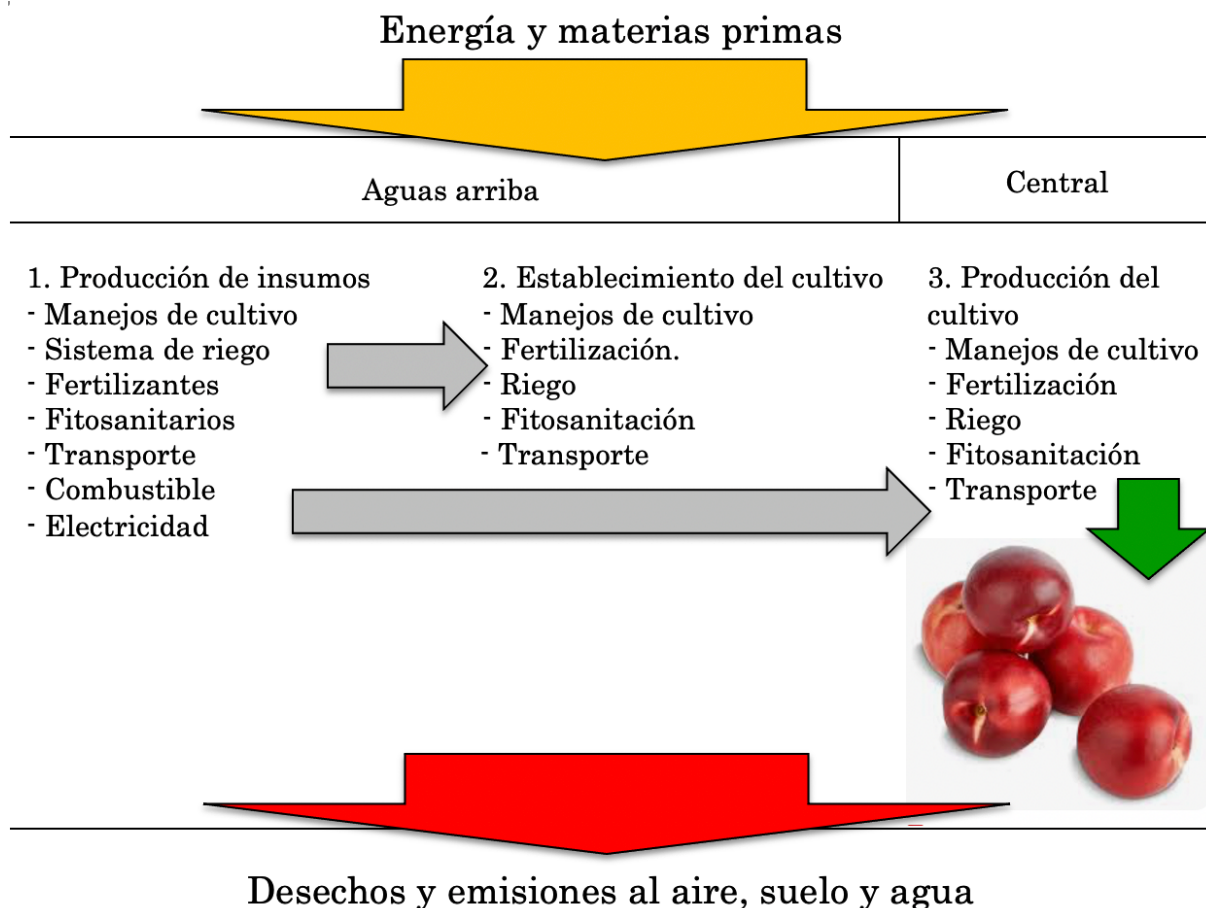 Energía y materias primas
Aguas arriba
Central
1. Producción de insumos
- Manejos de cultivo
- Sistema de riego
- Fertilizantes
- Fitosanitarios
- Transporte
- Combustible
- Electricidad
2. Establecimiento del cultivo
- Manejos de cultivo
- Fertilización.
- Riego
- Fitosanitación
- Transporte
3. Producción del
cultivo
- Manejos de cultivo
- Fertilización
- Riego
- Fitosanitación
- Transporte
Desechos y emisiones al aire, suelo y agua